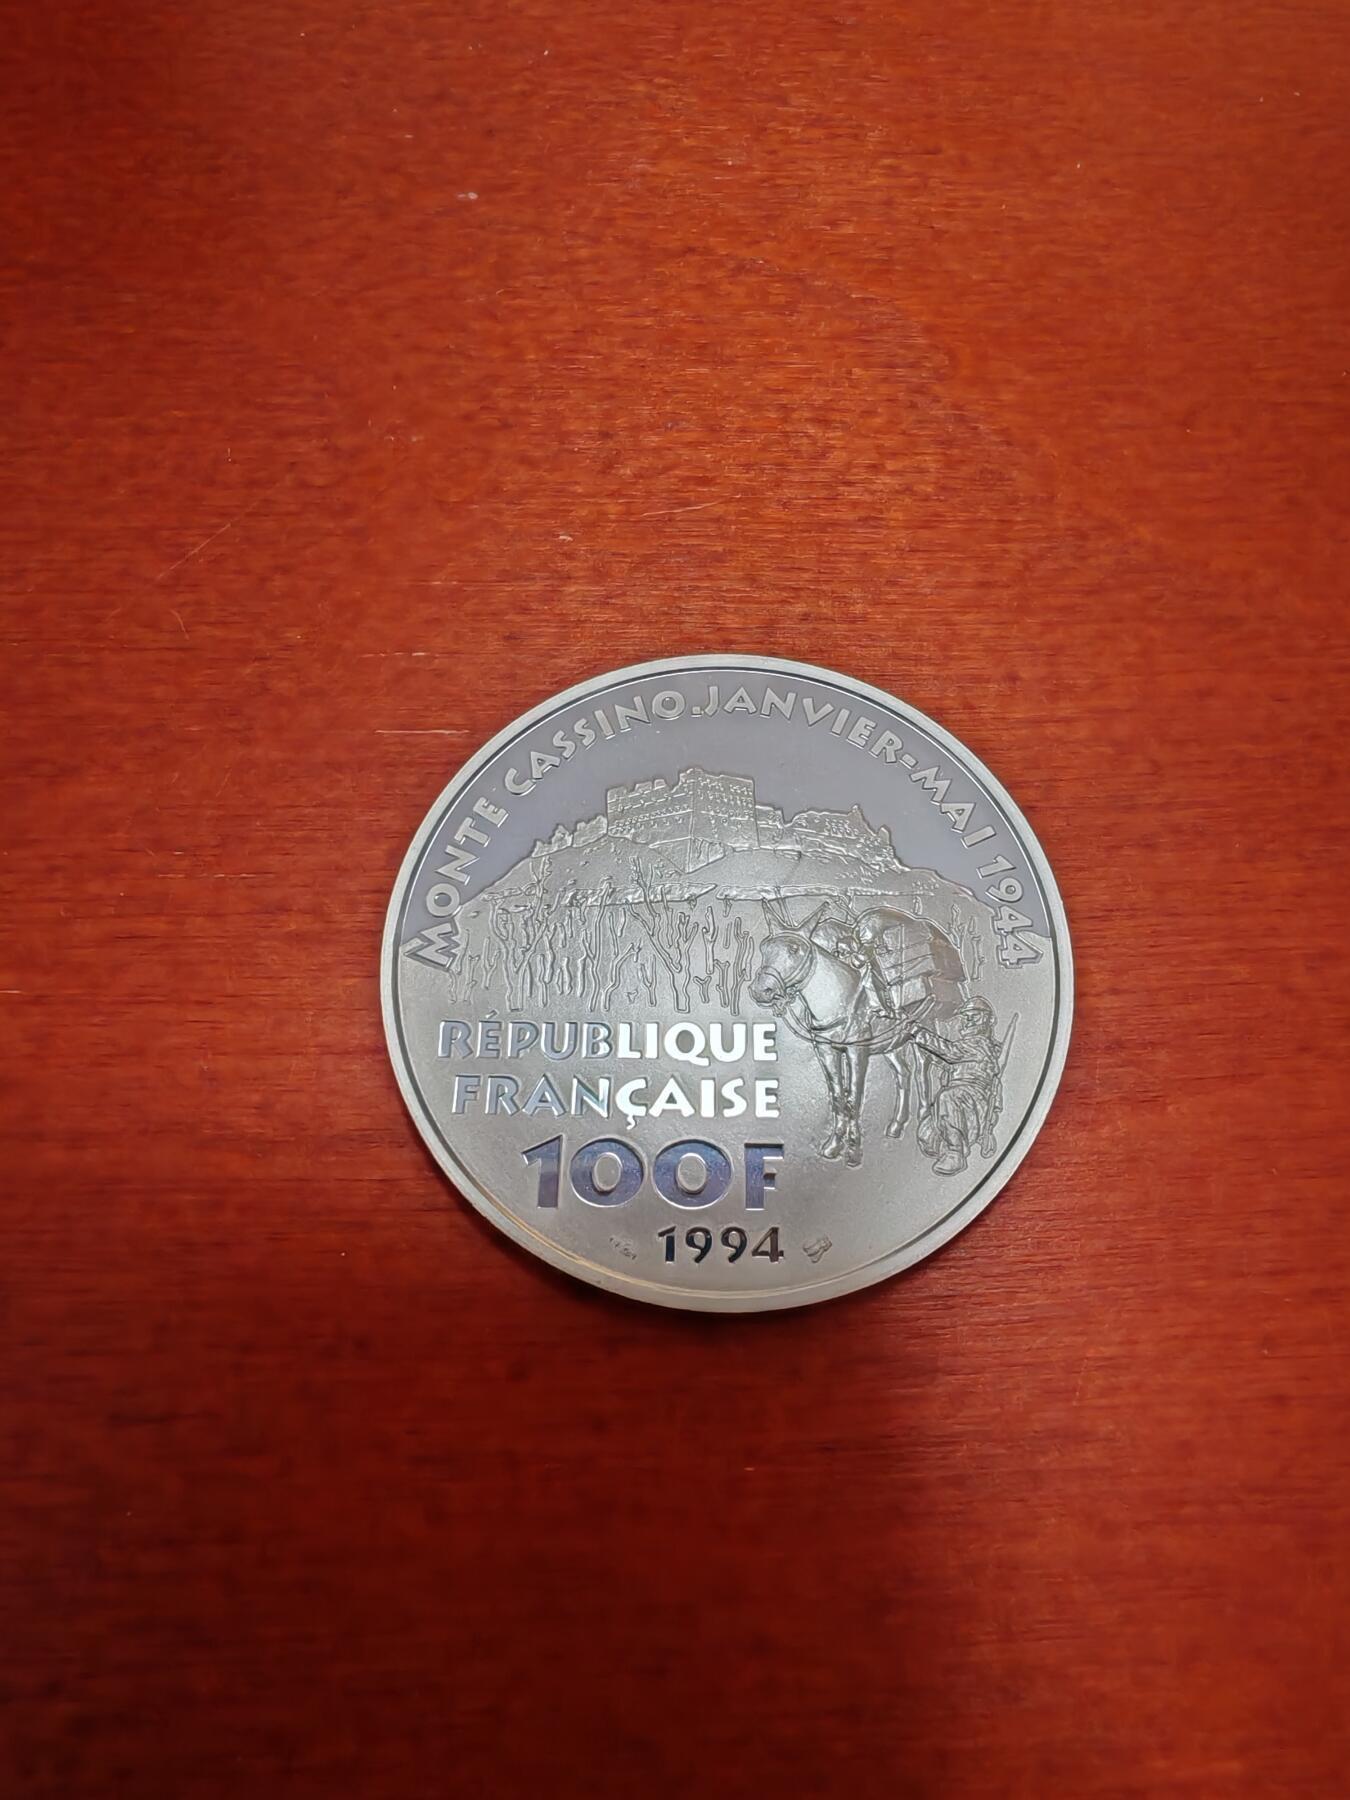 MONTE CASSINO.JANVIER-MAI 1944
RÉPUBLIQUE
FRANÇAISE
100F
1994